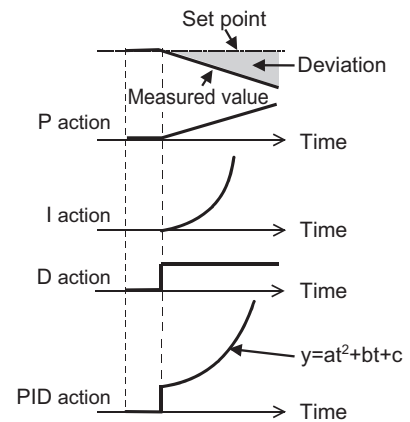 Set point
Deviation
Measured value
P action
Time
I action
Time
D action
Time
y=at²+bt+c
PID action
Time